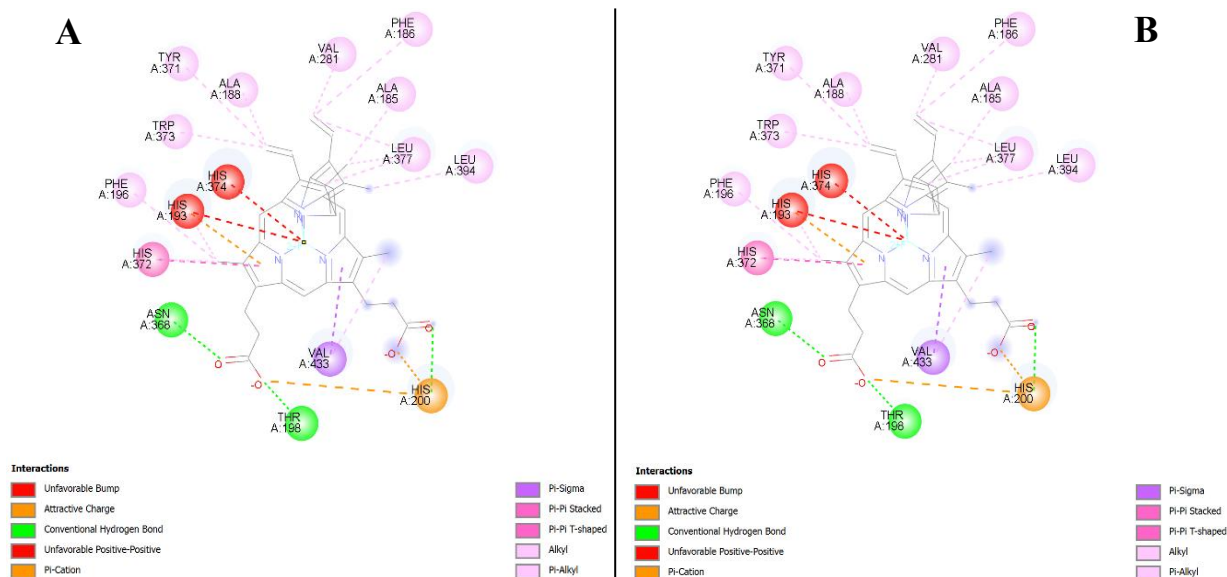 A
PHE
A:186
VAL
A:281
TYR
A:371
ALA
A:188
ALA
A:185
TRP
A:373
LEU
A:377
LEU
A:394
HIS
A:374
PHE
A:196
HIS
A:193
HIS
A:372
N
N
N
ASN
A:368
O
O
-O
-O
VAL
A:433
HIS
A:200
THR
A:198
Interactions
Unfavorable Bump
Attractive Charge
Conventional Hydrogen Bond
Unfavorable Positive-Positive
Pi-Cation
Pi-Sigma
Pi-Pi Stacked
Pi-Pi T-shaped
Alkyl
Pi-Alkyl
B
PHE
A:186
VAL
A:281
TYR
A:371
ALA
A:188
ALA
A:185
TRP
A:373
LEU
A:377
LEU
A:394
HIS
A:374
PHE
A:196
HIS
A:193
HIS
A:372
N
N
N
ASN
A:368
O
O
-O
-O
VAL
A:433
HIS
A:200
THR
A:198
Interactions
Unfavorable Bump
Attractive Charge
Conventional Hydrogen Bond
Unfavorable Positive-Positive
Pi-Cation
Pi-Sigma
Pi-Pi Stacked
Pi-Pi T-shaped
Alkyl
Pi-Alkyl